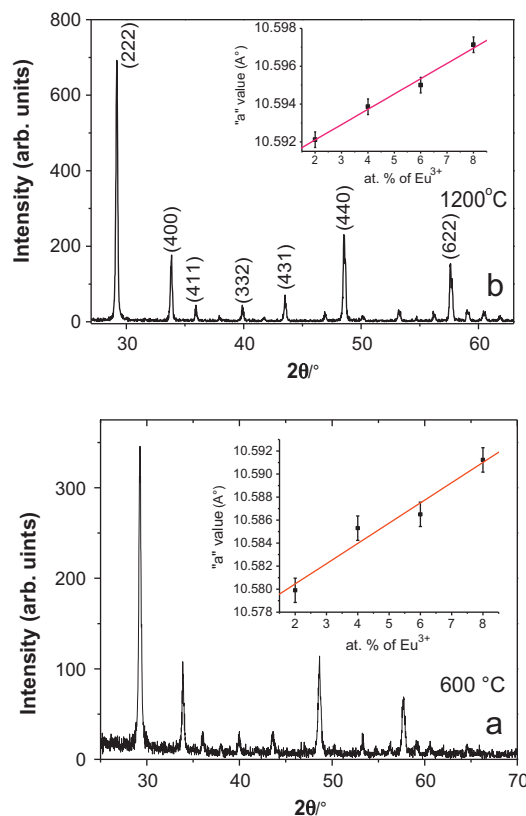 800
600
400
200
0
Intensity (arb. units)
(222)
(400)
(411)
(332)
(431)
(440)
(622)
10.598
10.596
10.594
10.592
"a" value (A°)
2 3 4 5 6 7 8
at. % of Eu³⁺
1200°C
b
30 40 50 60
2θ/°
300
200
100
0
Intensity (arb. uints)
10.592
10.590
10.588
10.586
10.584
10.582
10.580
10.578
"a" value (A°)
2 3 4 5 6 7 8
at. % of Eu³⁺
600 °C
a
30 40 50 60 70
2θ/°